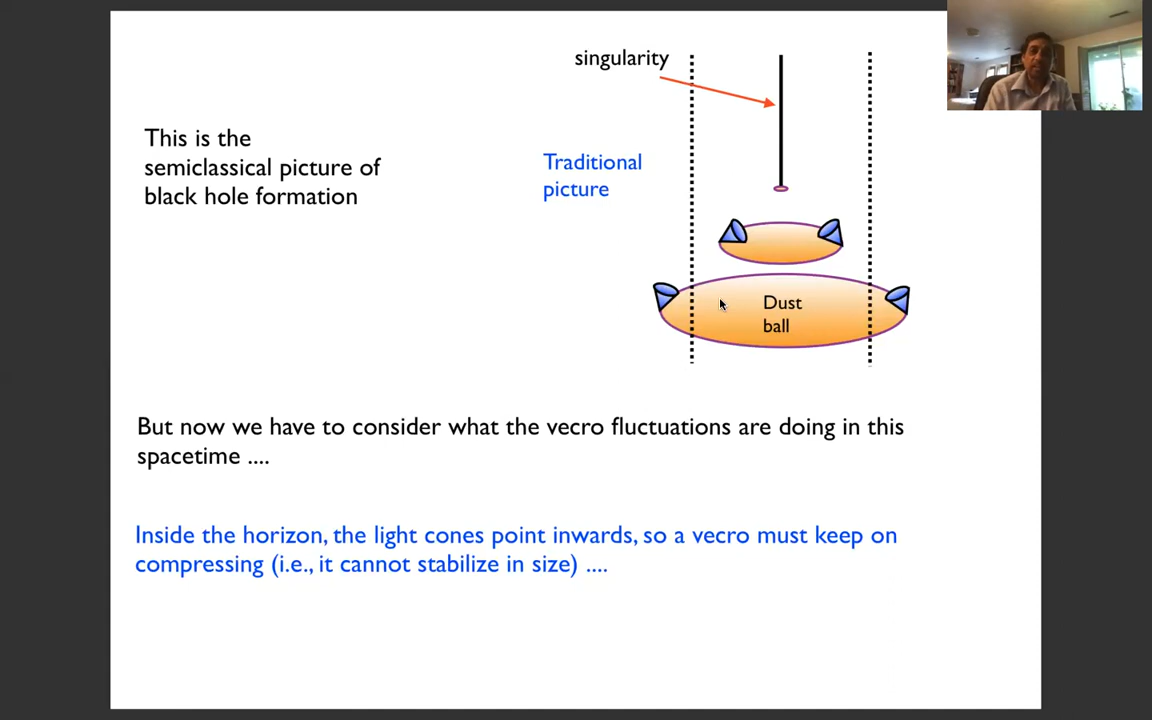 singularity
This is the
semiclassical picture of
black hole formation
Traditional
picture
Dust
ball
But now we have to consider what the vecro fluctuations are doing in this
spacetime ....
Inside the horizon, the light cones point inwards, so a vecro must keep on
compressing (i.e., it cannot stabilize in size) ....